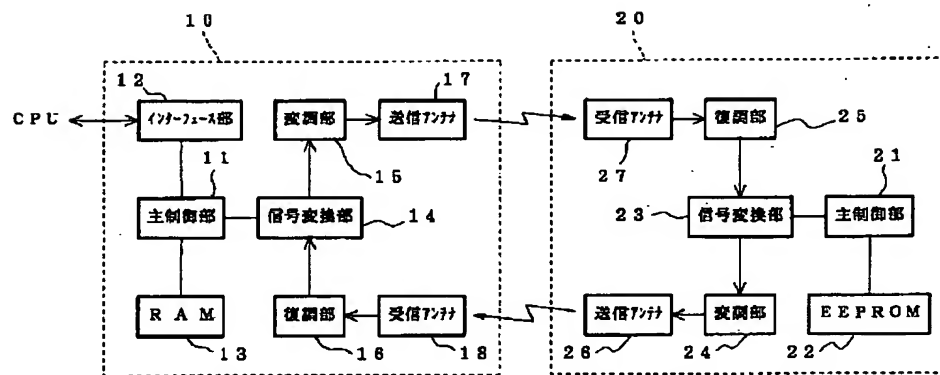 10
20
12
17
CPU
インターフェース部
変調部
送信アンテナ
受信アンテナ
復調部
25
11
15
27
21
主制御部
信号変換部
14
23
信号変換部
主制御部
RAM
復調部
受信アンテナ
送信アンテナ
変調部
EEPROM
13
16
18
26
24
22